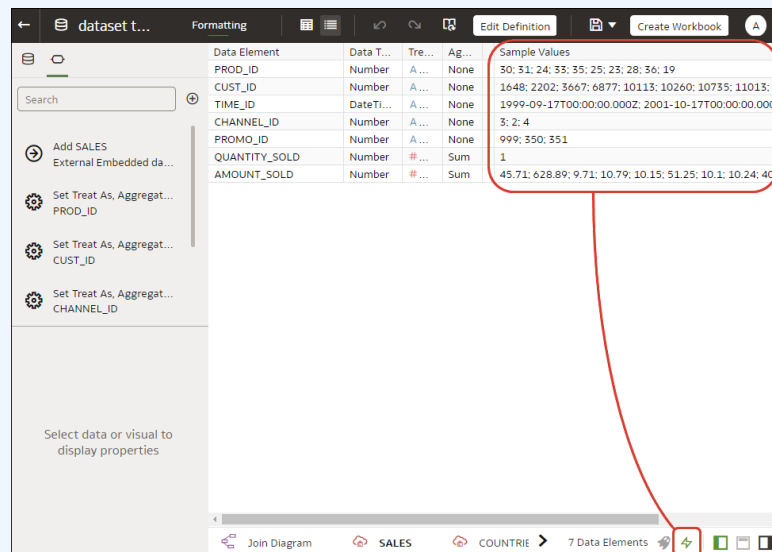 dataset t...
Formatting
Edit Definition
Create Workbook
A
Search
Add SALES
External Embedded da...
Set Treat As, Aggregat...
PROD_ID
Set Treat As, Aggregat...
CUST_ID
Set Treat As, Aggregat...
CHANNEL_ID
Select data or visual to
display properties
Data Element Data T... Tre... Ag... Sample Values
PROD_ID Number A ... None 30; 31; 24; 33; 35; 25; 23; 28; 36; 19
CUST_ID Number A ... None 1648; 2202; 3667; 6877; 10113; 10260; 10735; 11013;
TIME_ID DateTi... A ... None 1999-09-17T00:00:00.000Z; 2001-10-17T00:00:00.000
CHANNEL_ID Number A ... None 3; 2; 4
PROMO_ID Number A ... None 999; 350; 351
QUANTITY_SOLD Number # ... Sum 1
AMOUNT_SOLD Number # ... Sum 45.71; 628.89; 9.71; 10.79; 10.15; 51.25; 10.1; 10.24; 40
Join Diagram SALES COUNTRIE 7 Data Elements